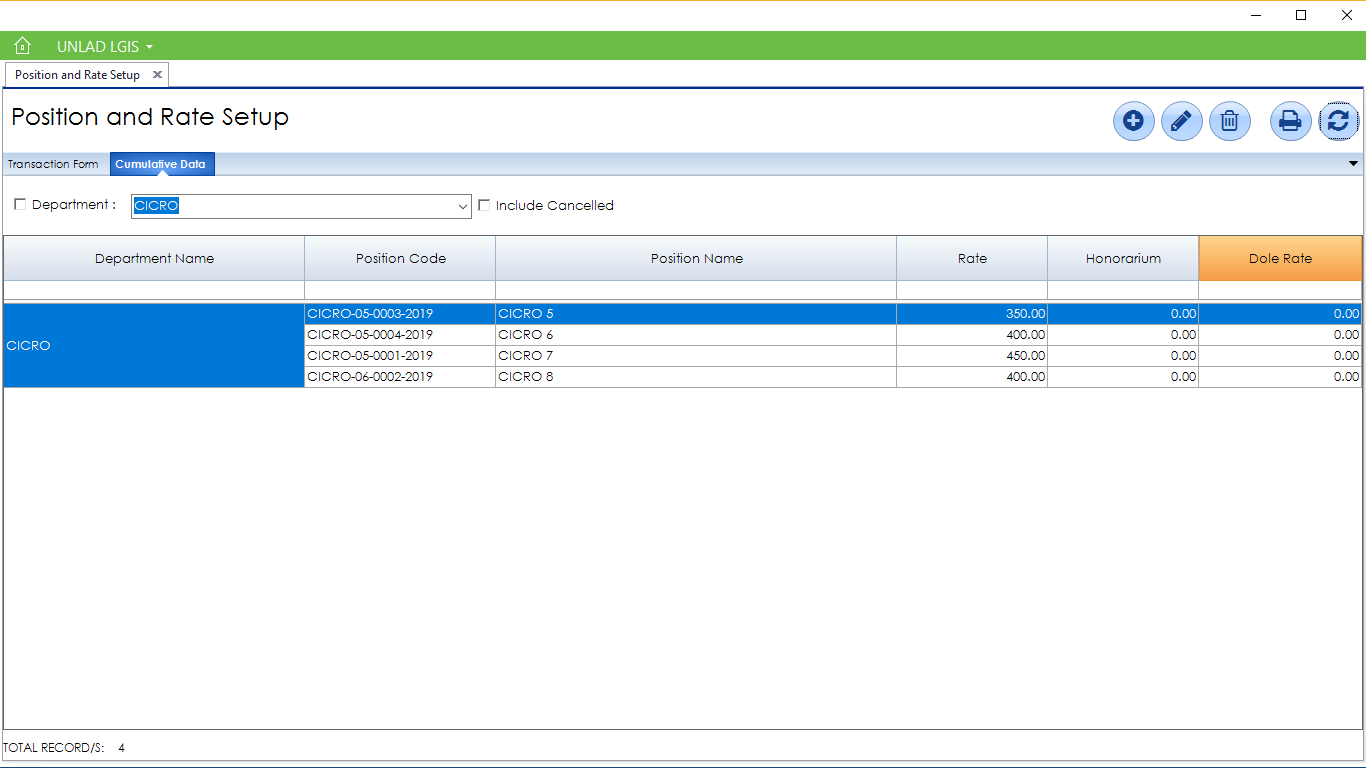 UNLAD LGIS
Position and Rate Setup
Position and Rate Setup
Transaction Form Cumulative Data
Department : CICRO Include Cancelled
Department Name Position Code Position Name Rate Honorarium Dole Rate
CICRO
CICRO-05-0003-2019 CICRO 5 350.00 0.00 0.00
CICRO-05-0004-2019 CICRO 6 400.00 0.00 0.00
CICRO-05-0001-2019 CICRO 7 450.00 0.00 0.00
CICRO-06-0002-2019 CICRO 8 400.00 0.00 0.00
TOTAL RECORD/S: 4